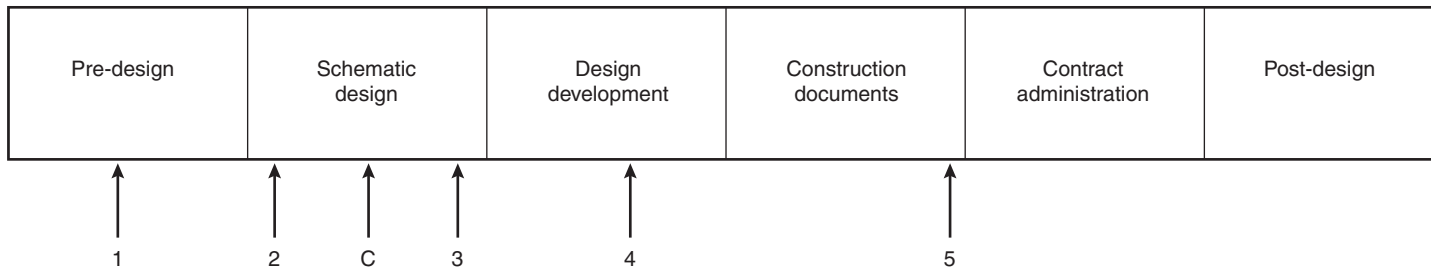 Pre-design
Schematic
design
Design
development
Construction
documents
Contract
administration
Post-design
1
2
C
3
4
5